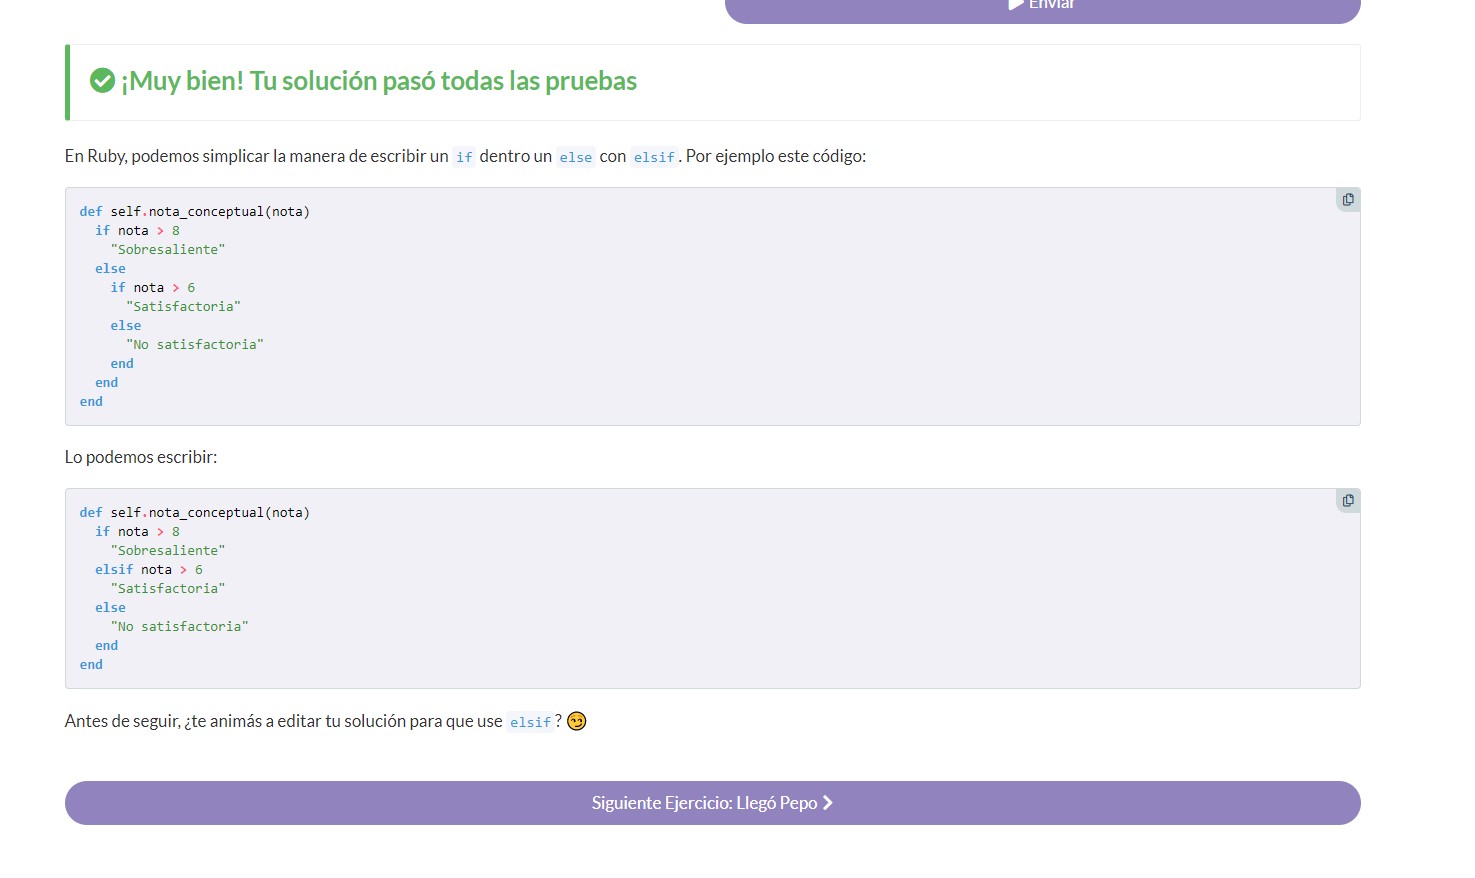 Enviar
¡Muy bien! Tu solución pasó todas las pruebas
En Ruby, podemos simplicar la manera de escribir un if dentro un else con elsif. Por ejemplo este código:
def self.nota_conceptual(nota)
  if nota > 8
    "Sobresaliente"
  else
    if nota > 6
      "Satisfactoria"
    else
      "No satisfactoria"
    end
  end
end
Lo podemos escribir:
def self.nota_conceptual(nota)
  if nota > 8
    "Sobresaliente"
  elsif nota > 6
    "Satisfactoria"
  else
    "No satisfactoria"
  end
end
Antes de seguir, ¿te animás a editar tu solución para que use elsif? 😏
Siguiente Ejercicio: Llegó Pepo